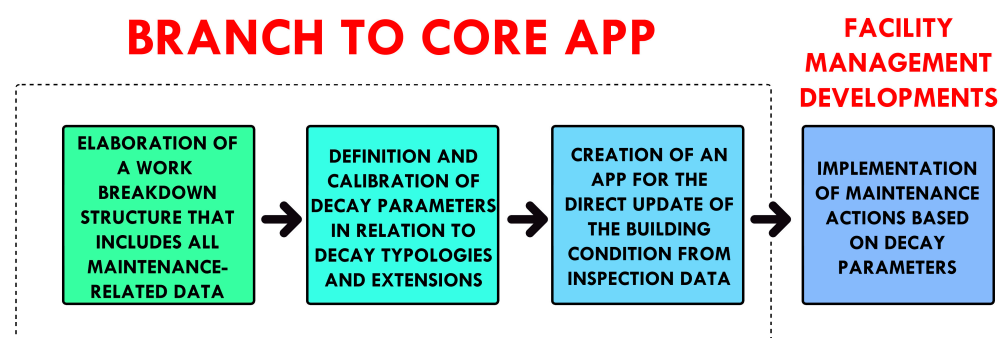 BRANCH TO CORE APP
FACILITY
MANAGEMENT
DEVELOPMENTS
ELABORATION OF
A WORK
BREAKDOWN
STRUCTURE THAT
INCLUDES ALL
MAINTENANCE-
RELATED DATA
DEFINITION AND
CALIBRATION OF
DECAY PARAMETERS
IN RELATION TO
DECAY TYPOLOGIES
AND EXTENSIONS
CREATION OF AN
APP FOR THE
DIRECT UPDATE OF
THE BUILDING
CONDITION FROM
INSPECTION DATA
IMPLEMENTATION
OF MAINTENANCE
ACTIONS BASED
ON DECAY
PARAMETERS